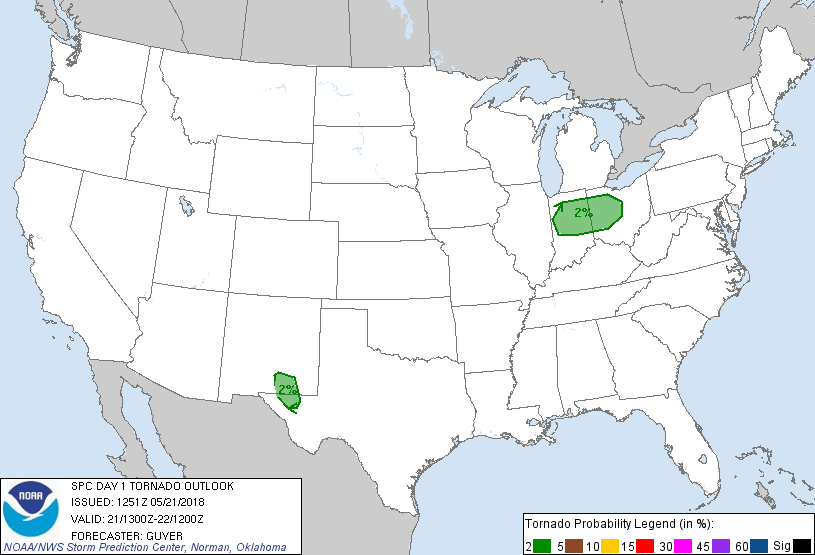 2%
2%
NOAA
SPC DAY 1 TORNADO OUTLOOK
ISSUED: 1251Z 05/21/2018
VALID: 21/1300Z-22/1200Z
FORECASTER: GUYER
NOAA/NWS Storm Prediction Center, Norman, Oklahoma
Tornado Probability Legend (in %):
2 5 10 15 30 45 60 Sig